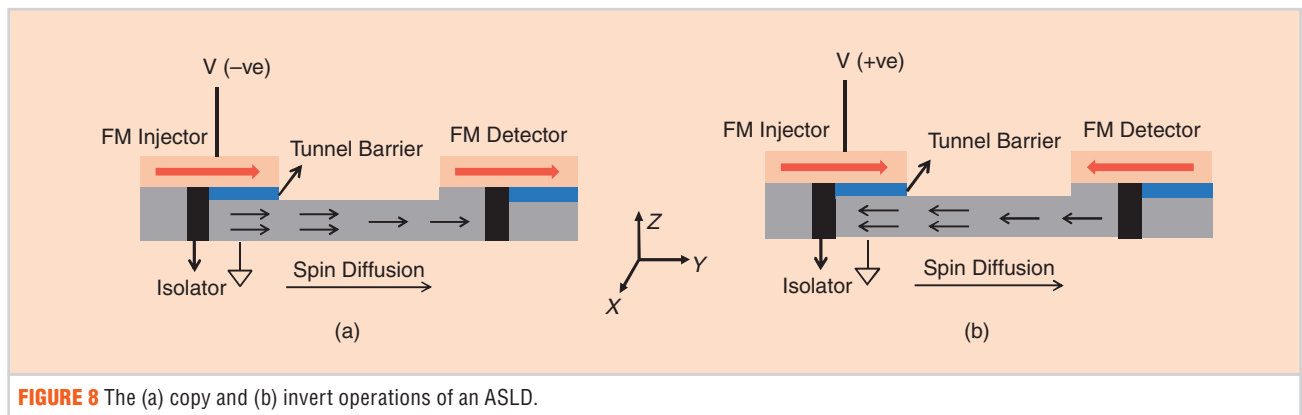 V (–ve)
FM Injector
FM Detector
Tunnel Barrier
Isolator
Spin Diffusion
(a)
Z
Y
X
V (+ve)
FM Injector
FM Detector
Tunnel Barrier
Isolator
Spin Diffusion
(b)
FIGURE 8 The (a) copy and (b) invert operations of an ASLD.